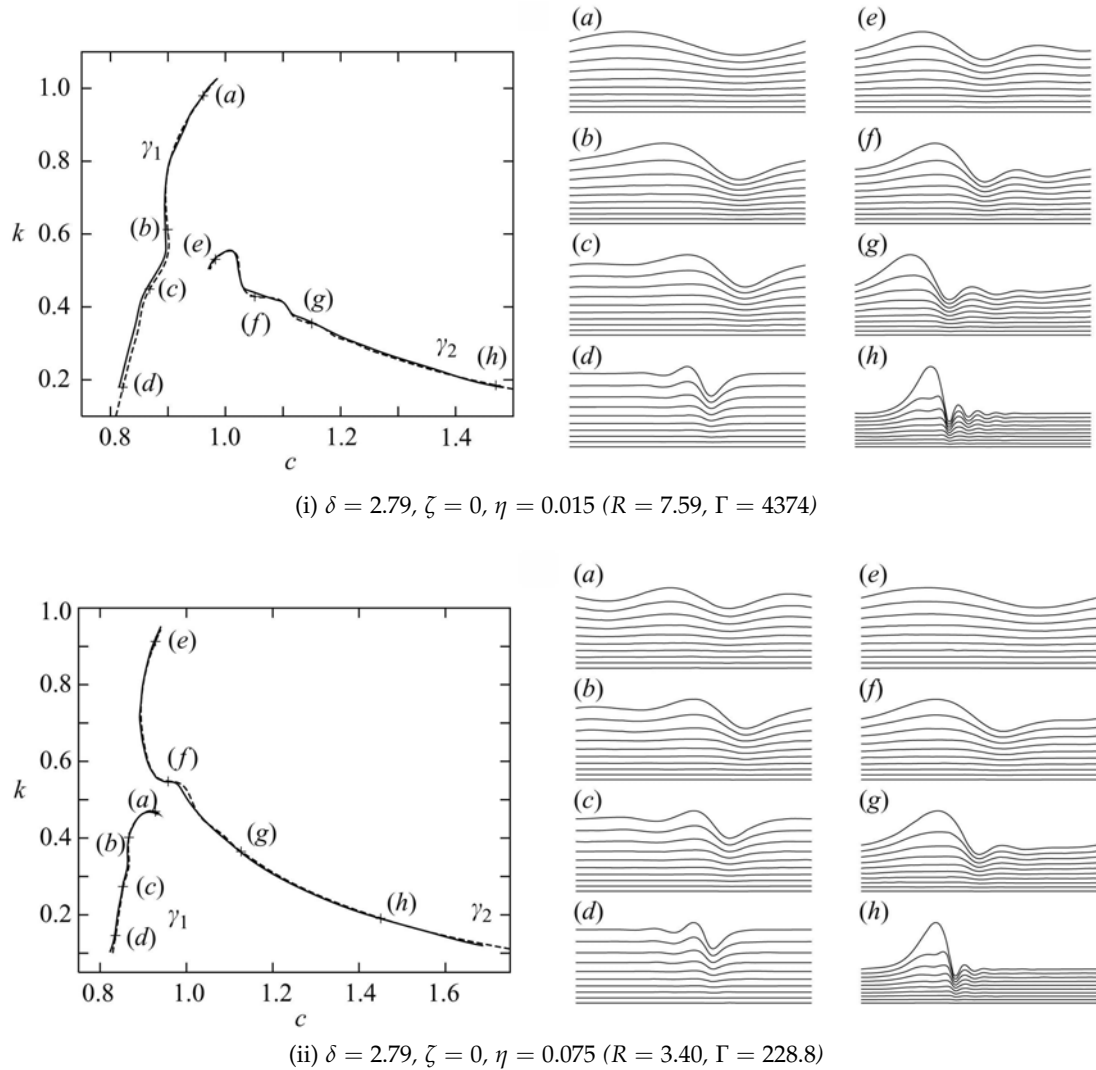 1.0
0.8
0.6
0.4
0.2
k
0.8
1.0
1.2
1.4
c
γ1
γ2
(a)
(b)
(c)
(d)
(e)
(f)
(g)
(h)
(a)
(b)
(c)
(d)
(e)
(f)
(g)
(h)
(i) δ = 2.79, ζ = 0, η = 0.015 (R = 7.59, Γ = 4374)
1.0
0.8
0.6
0.4
0.2
k
0.8
1.0
1.2
1.4
1.6
c
(e)
(f)
(a)
(b)
(g)
(c)
(h)
(d)
γ1
γ2
(a)
(b)
(c)
(d)
(e)
(f)
(g)
(h)
(ii) δ = 2.79, ζ = 0, η = 0.075 (R = 3.40, Γ = 228.8)